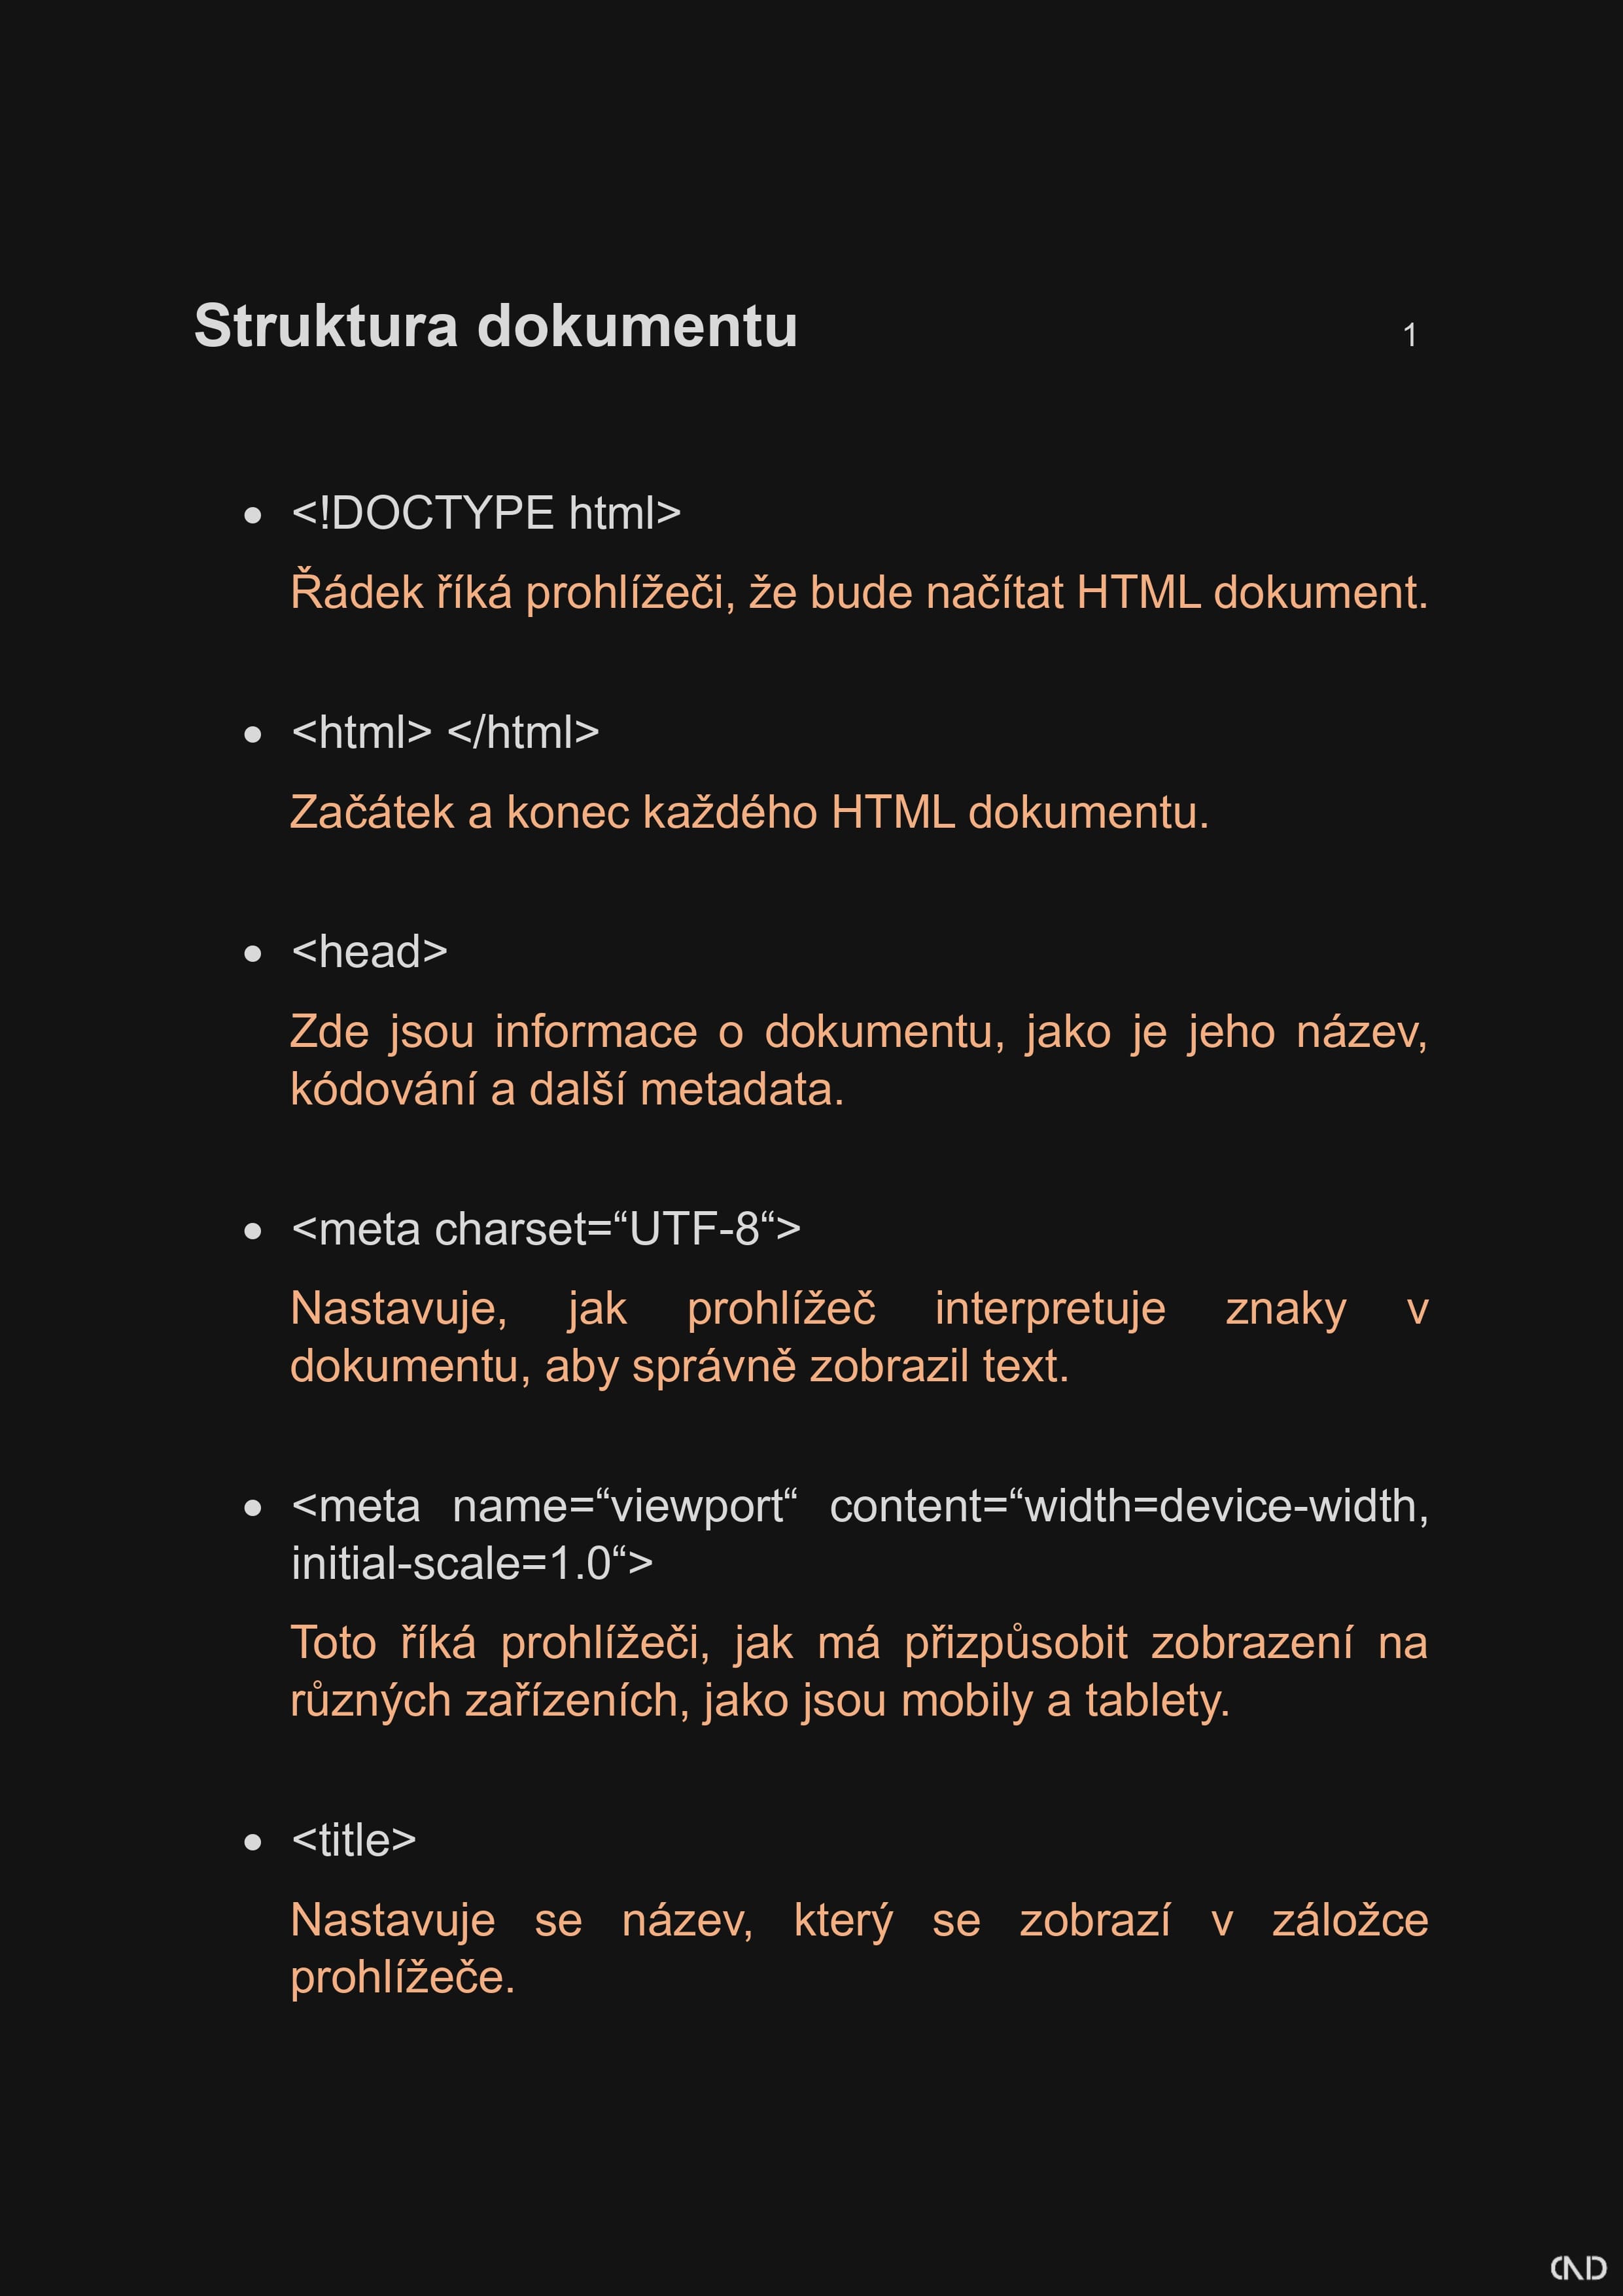 Struktura dokumentu 1
• <!DOCTYPE html>
Řádek říká prohlížeči, že bude načítat HTML dokument.
• <html> </html>
Začátek a konec každého HTML dokumentu.
• <head>
Zde jsou informace o dokumentu, jako je jeho název,
kódování a další metadata.
• <meta charset=“UTF-8“>
Nastavuje, jak prohlížeč interpretuje znaky v
dokumentu, aby správně zobrazil text.
• <meta name=“viewport“ content=“width=device-width,
initial-scale=1.0“>
Toto říká prohlížeči, jak má přizpůsobit zobrazení na
různých zařízeních, jako jsou mobily a tablety.
• <title>
Nastavuje se název, který se zobrazí v záložce
prohlížeče.